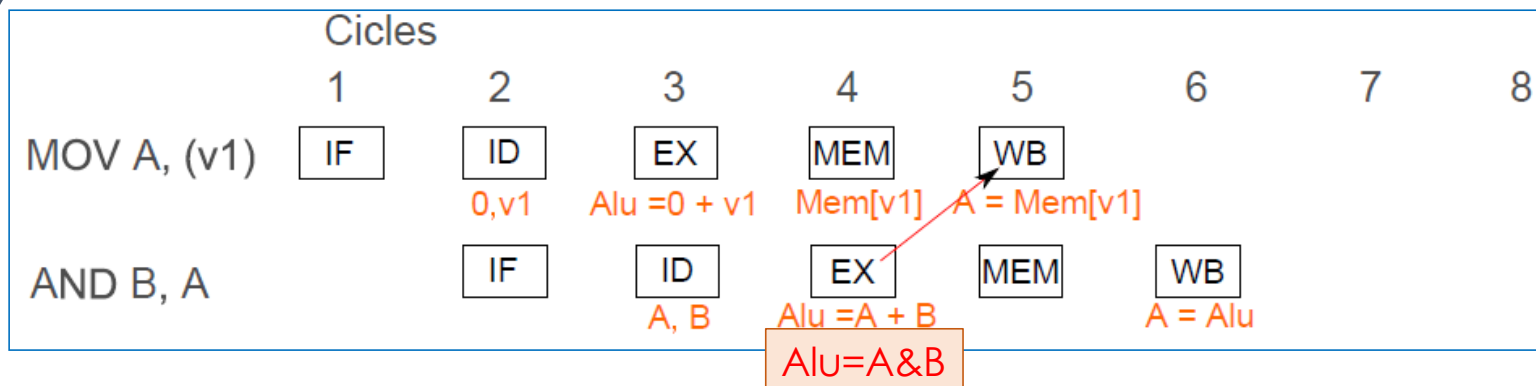 Cicles
1 2 3 4 5 6 7 8
MOV A, (v1) IF ID EX MEM WB
0,v1 Alu =0 + v1 Mem[v1] A = Mem[v1]
AND B, A IF ID EX MEM WB
A, B Alu =A + B A = Alu
Alu=A&B